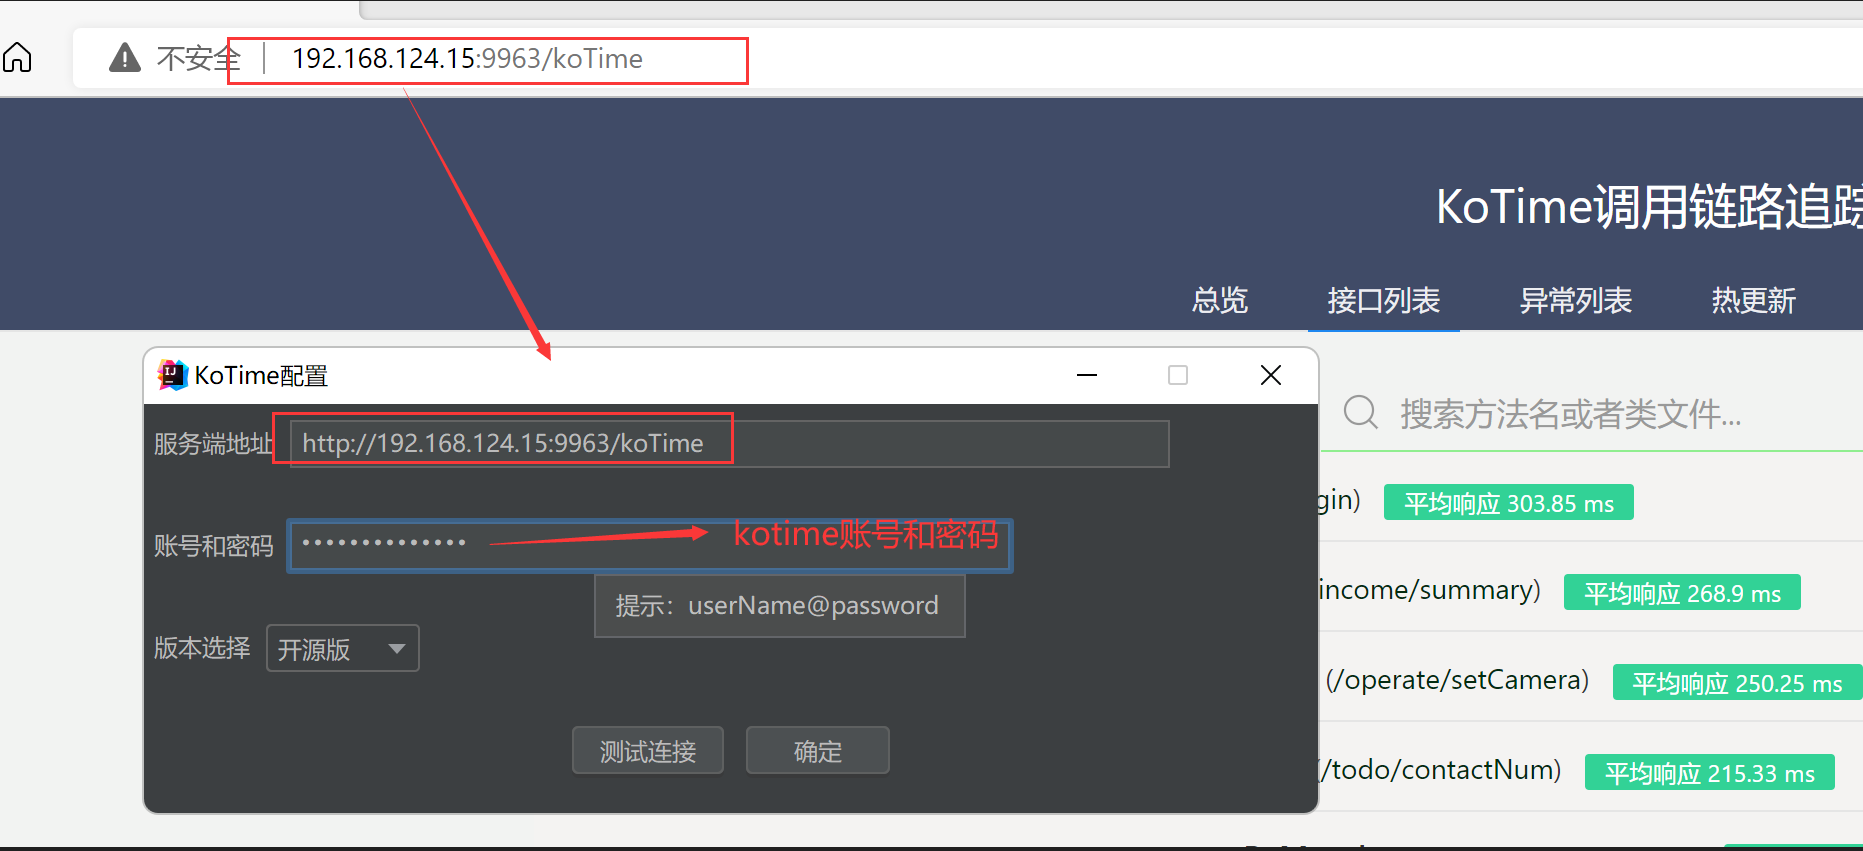 不安全 192.168.124.15:9963/koTime
KoTime调用链路追踪
总览 接口列表 异常列表 热更新
KoTime配置
搜索方法名或者类文件...
服务端地址 http://192.168.124.15:9963/koTime
gin) 平均响应 303.85 ms
账号和密码 •••••••••••••• kotime账号和密码
提示：userName@password
income/summary) 平均响应 268.9 ms
版本选择 开源版
(/operate/setCamera) 平均响应 250.25 ms
测试连接 确定
/todo/contactNum) 平均响应 215.33 ms